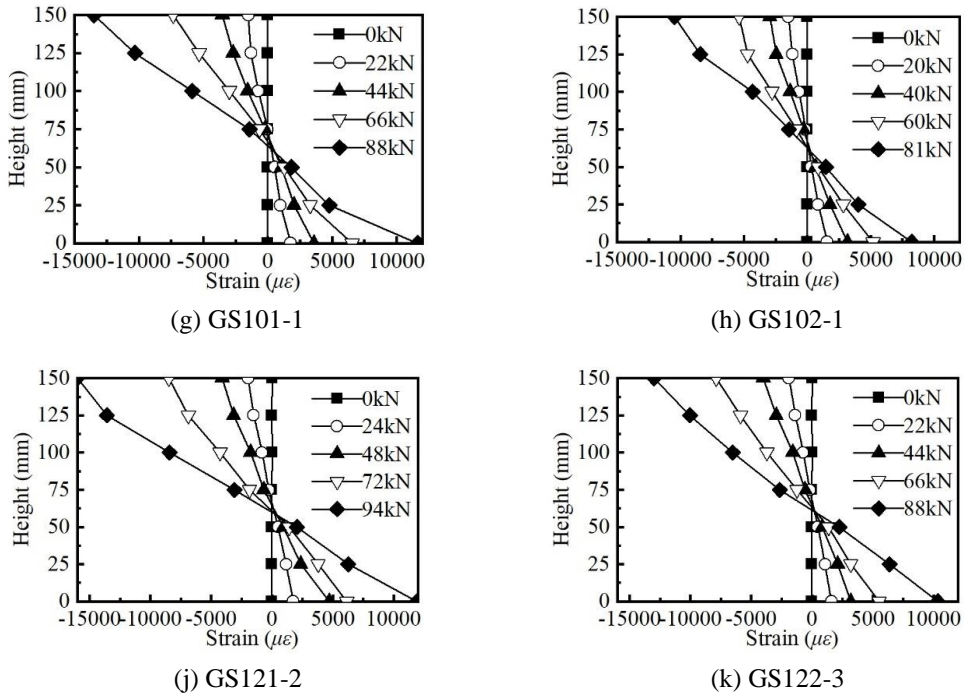 150
125
100
75
50
25
0
Height (mm)
0kN
22kN
44kN
66kN
88kN
-15000 -10000 -5000 0 5000 10000
Strain (με)
(g) GS101-1
150
125
100
75
50
25
0
Height (mm)
0kN
20kN
40kN
60kN
81kN
-15000 -10000 -5000 0 5000 10000
Strain (με)
(h) GS102-1
150
125
100
75
50
25
0
Height (mm)
0kN
24kN
48kN
72kN
94kN
-15000 -10000 -5000 0 5000 10000
Strain (με)
(j) GS121-2
150
125
100
75
50
25
0
Height (mm)
0kN
22kN
44kN
66kN
88kN
-15000 -10000 -5000 0 5000 10000
Strain (με)
(k) GS122-3